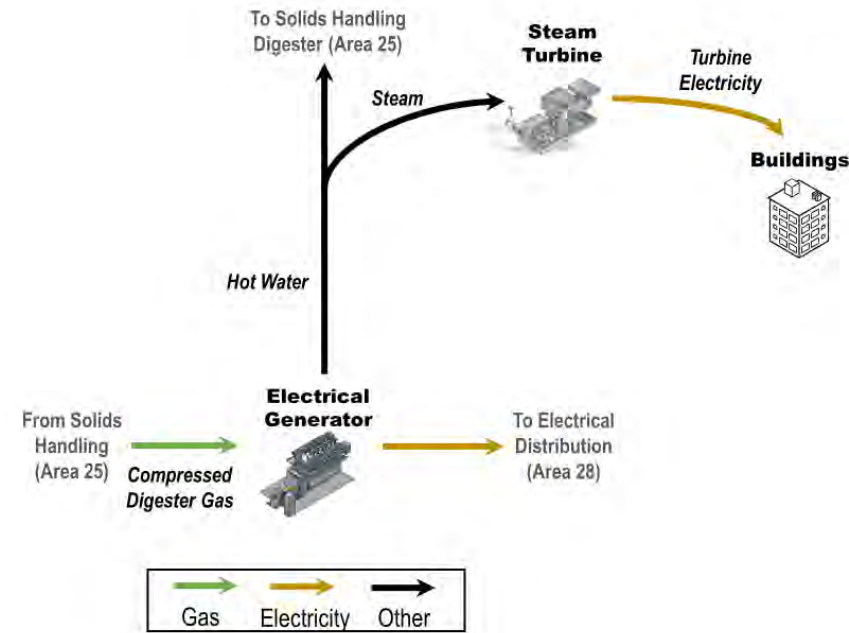 To Solids Handling
Digester (Area 25)
Steam
Turbine
Turbine
Electricity
Steam
Buildings
Hot Water
Electrical
Generator
From Solids
Handling
(Area 25)
Compressed
Digester Gas
To Electrical
Distribution
(Area 28)
Gas
Electricity
Other